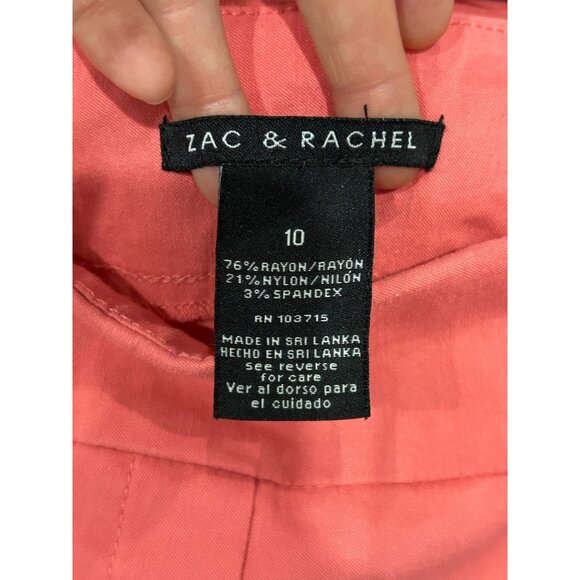 ZAC & RACHEL
10
76% RAYON/RAYÓN
21% NYLON/NILÓN
3% SPANDEX
RN 103715
MADE IN SRI LANKA
HECHO EN SRI LANKA
see reverse
for care
Ver al dorso para
el cuidado